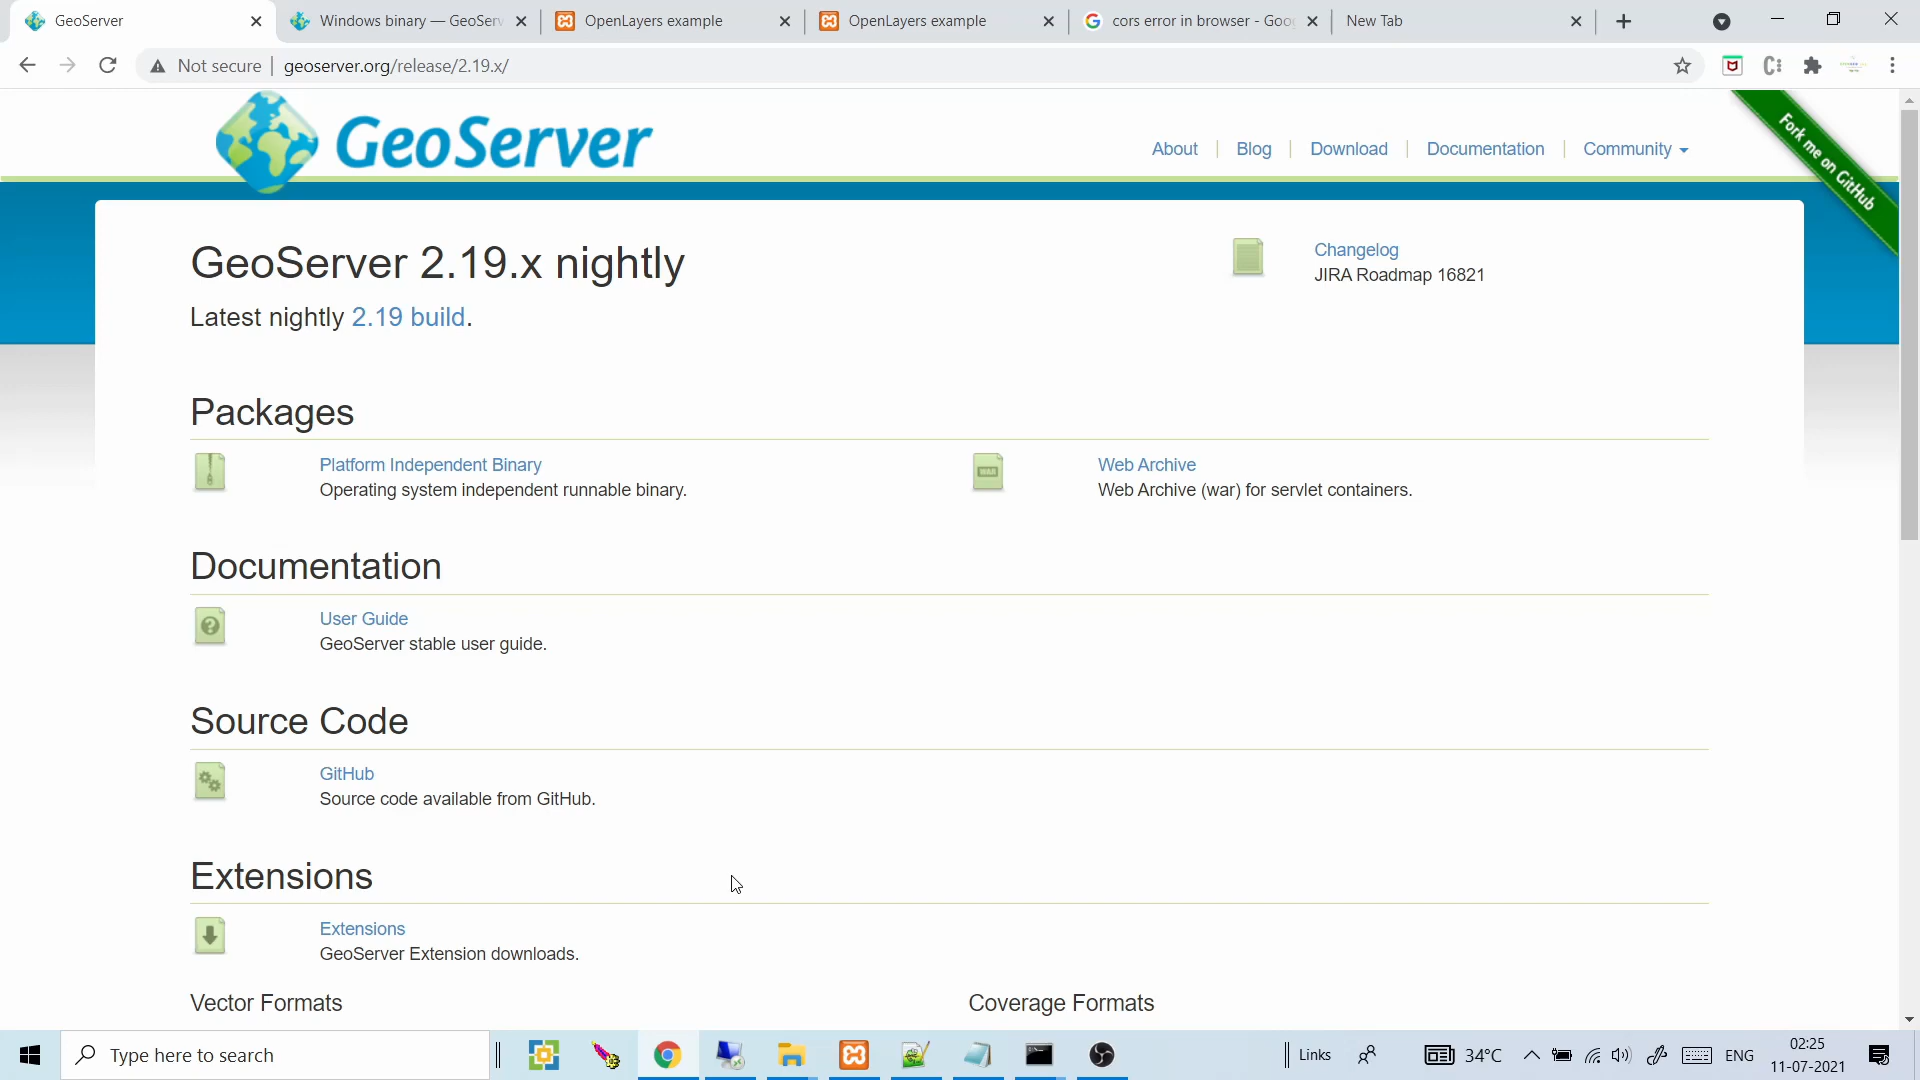 GeoServer
Windows binary — GeoServ
OpenLayers example
OpenLayers example
cors error in browser - Goo
New Tab
Not secure
geoserver.org/release/2.19.x/
GeoServer
About
Blog
Download
Documentation
Community
Fork me on GitHub
GeoServer 2.19.x nightly
Changelog
JIRA Roadmap 16821
Latest nightly 2.19 build.
Packages
Platform Independent Binary
Operating system independent runnable binary.
WAR
Web Archive
Web Archive (war) for servlet containers.
Documentation
User Guide
GeoServer stable user guide.
Source Code
GitHub
Source code available from GitHub.
Extensions
Extensions
GeoServer Extension downloads.
Vector Formats
Coverage Formats
Type here to search
Links
34°C
ENG
02:25
11-07-2021